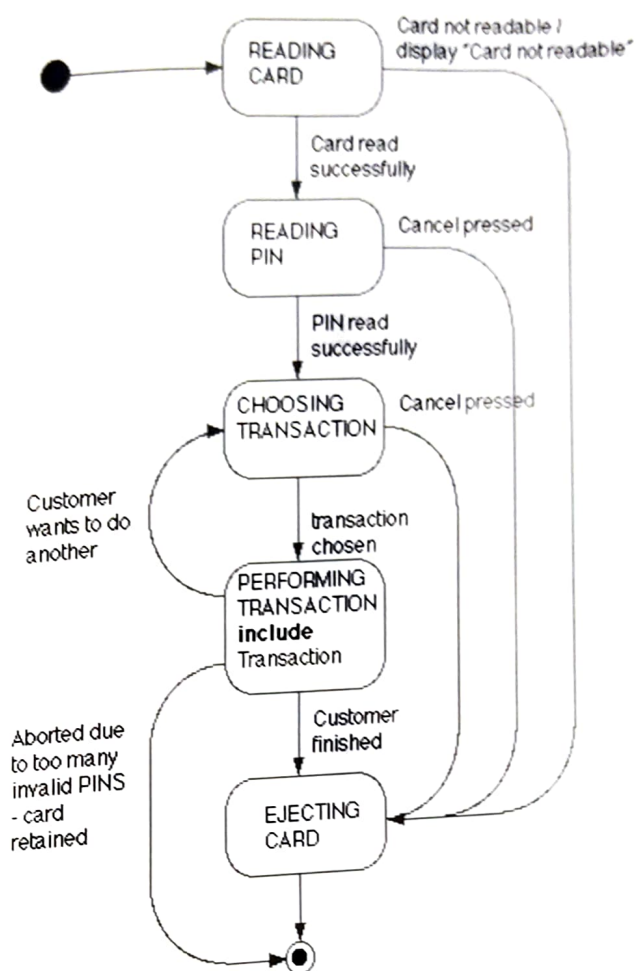 READING
CARD
Card not readable /
display "Card not readable"
Card read
successfully
READING
PIN
Cancel pressed
PIN read
successfully
CHOOSING
TRANSACTION
Cancel pressed
Customer
wants to do
another
transaction
chosen
PERFORMING
TRANSACTION
include
Transaction
Aborted due
to too many
invalid PINS
- card
retained
Customer
finished
EJECTING
CARD